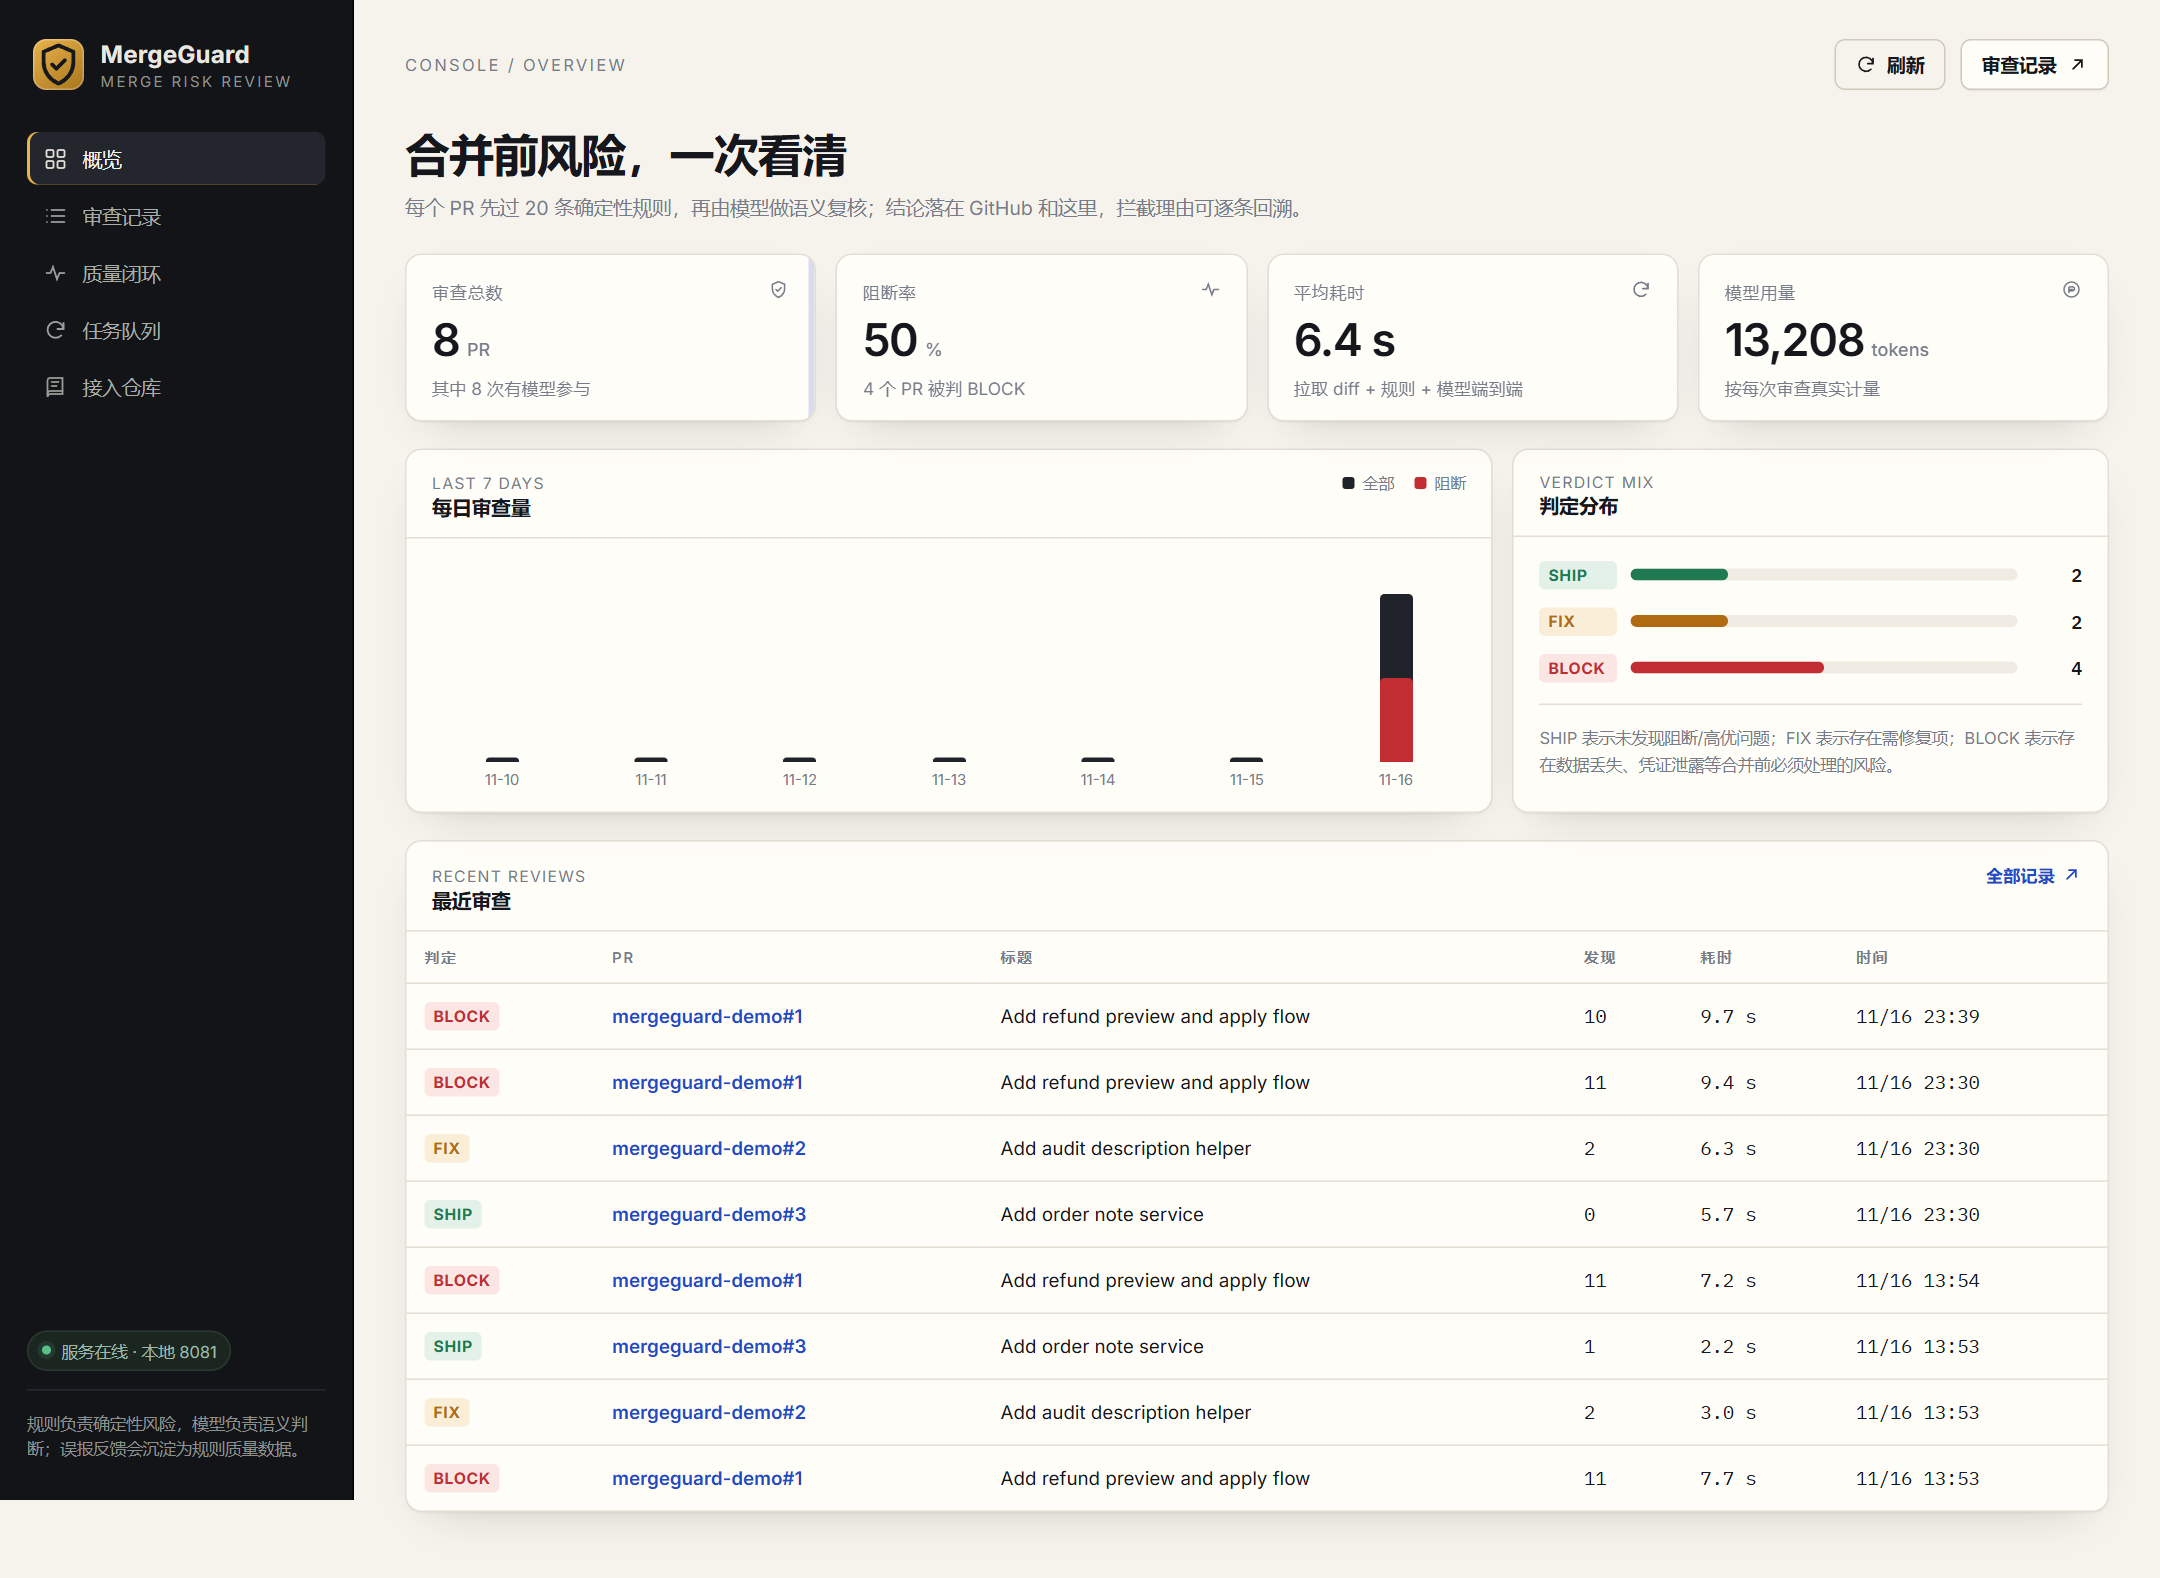 MergeGuard
MERGE RISK REVIEW
概览
审查记录
质量闭环
任务队列
接入仓库
服务在线 · 本地 8081
规则负责确定性风险，模型负责语义判
断；误报反馈会沉淀为规则质量数据。
CONSOLE / OVERVIEW
刷新
审查记录
合并前风险，一次看清
每个 PR 先过 20 条确定性规则，再由模型做语义复核；结论落在 GitHub 和这里，拦截理由可逐条回溯。
审查总数
8 PR
其中 8 次有模型参与
阻断率
50 %
4 个 PR 被判 BLOCK
平均耗时
6.4 s
拉取 diff + 规则 + 模型端到端
模型用量
13,208 tokens
按每次审查真实计量
LAST 7 DAYS
每日审查量
全部 阻断
11-10 11-11 11-12 11-13 11-14 11-15 11-16
VERDICT MIX
判定分布
SHIP 2
FIX 2
BLOCK 4
SHIP 表示未发现阻断/高优问题；FIX 表示存在需修复项；BLOCK 表示存
在数据丢失、凭证泄露等合并前必须处理的风险。
RECENT REVIEWS
最近审查
全部记录
判定 PR 标题 发现 耗时 时间
BLOCK mergeguard-demo#1 Add refund preview and apply flow 10 9.7 s 11/16 23:39
BLOCK mergeguard-demo#1 Add refund preview and apply flow 11 9.4 s 11/16 23:30
FIX mergeguard-demo#2 Add audit description helper 2 6.3 s 11/16 23:30
SHIP mergeguard-demo#3 Add order note service 0 5.7 s 11/16 23:30
BLOCK mergeguard-demo#1 Add refund preview and apply flow 11 7.2 s 11/16 13:54
SHIP mergeguard-demo#3 Add order note service 1 2.2 s 11/16 13:53
FIX mergeguard-demo#2 Add audit description helper 2 3.0 s 11/16 13:53
BLOCK mergeguard-demo#1 Add refund preview and apply flow 11 7.7 s 11/16 13:53